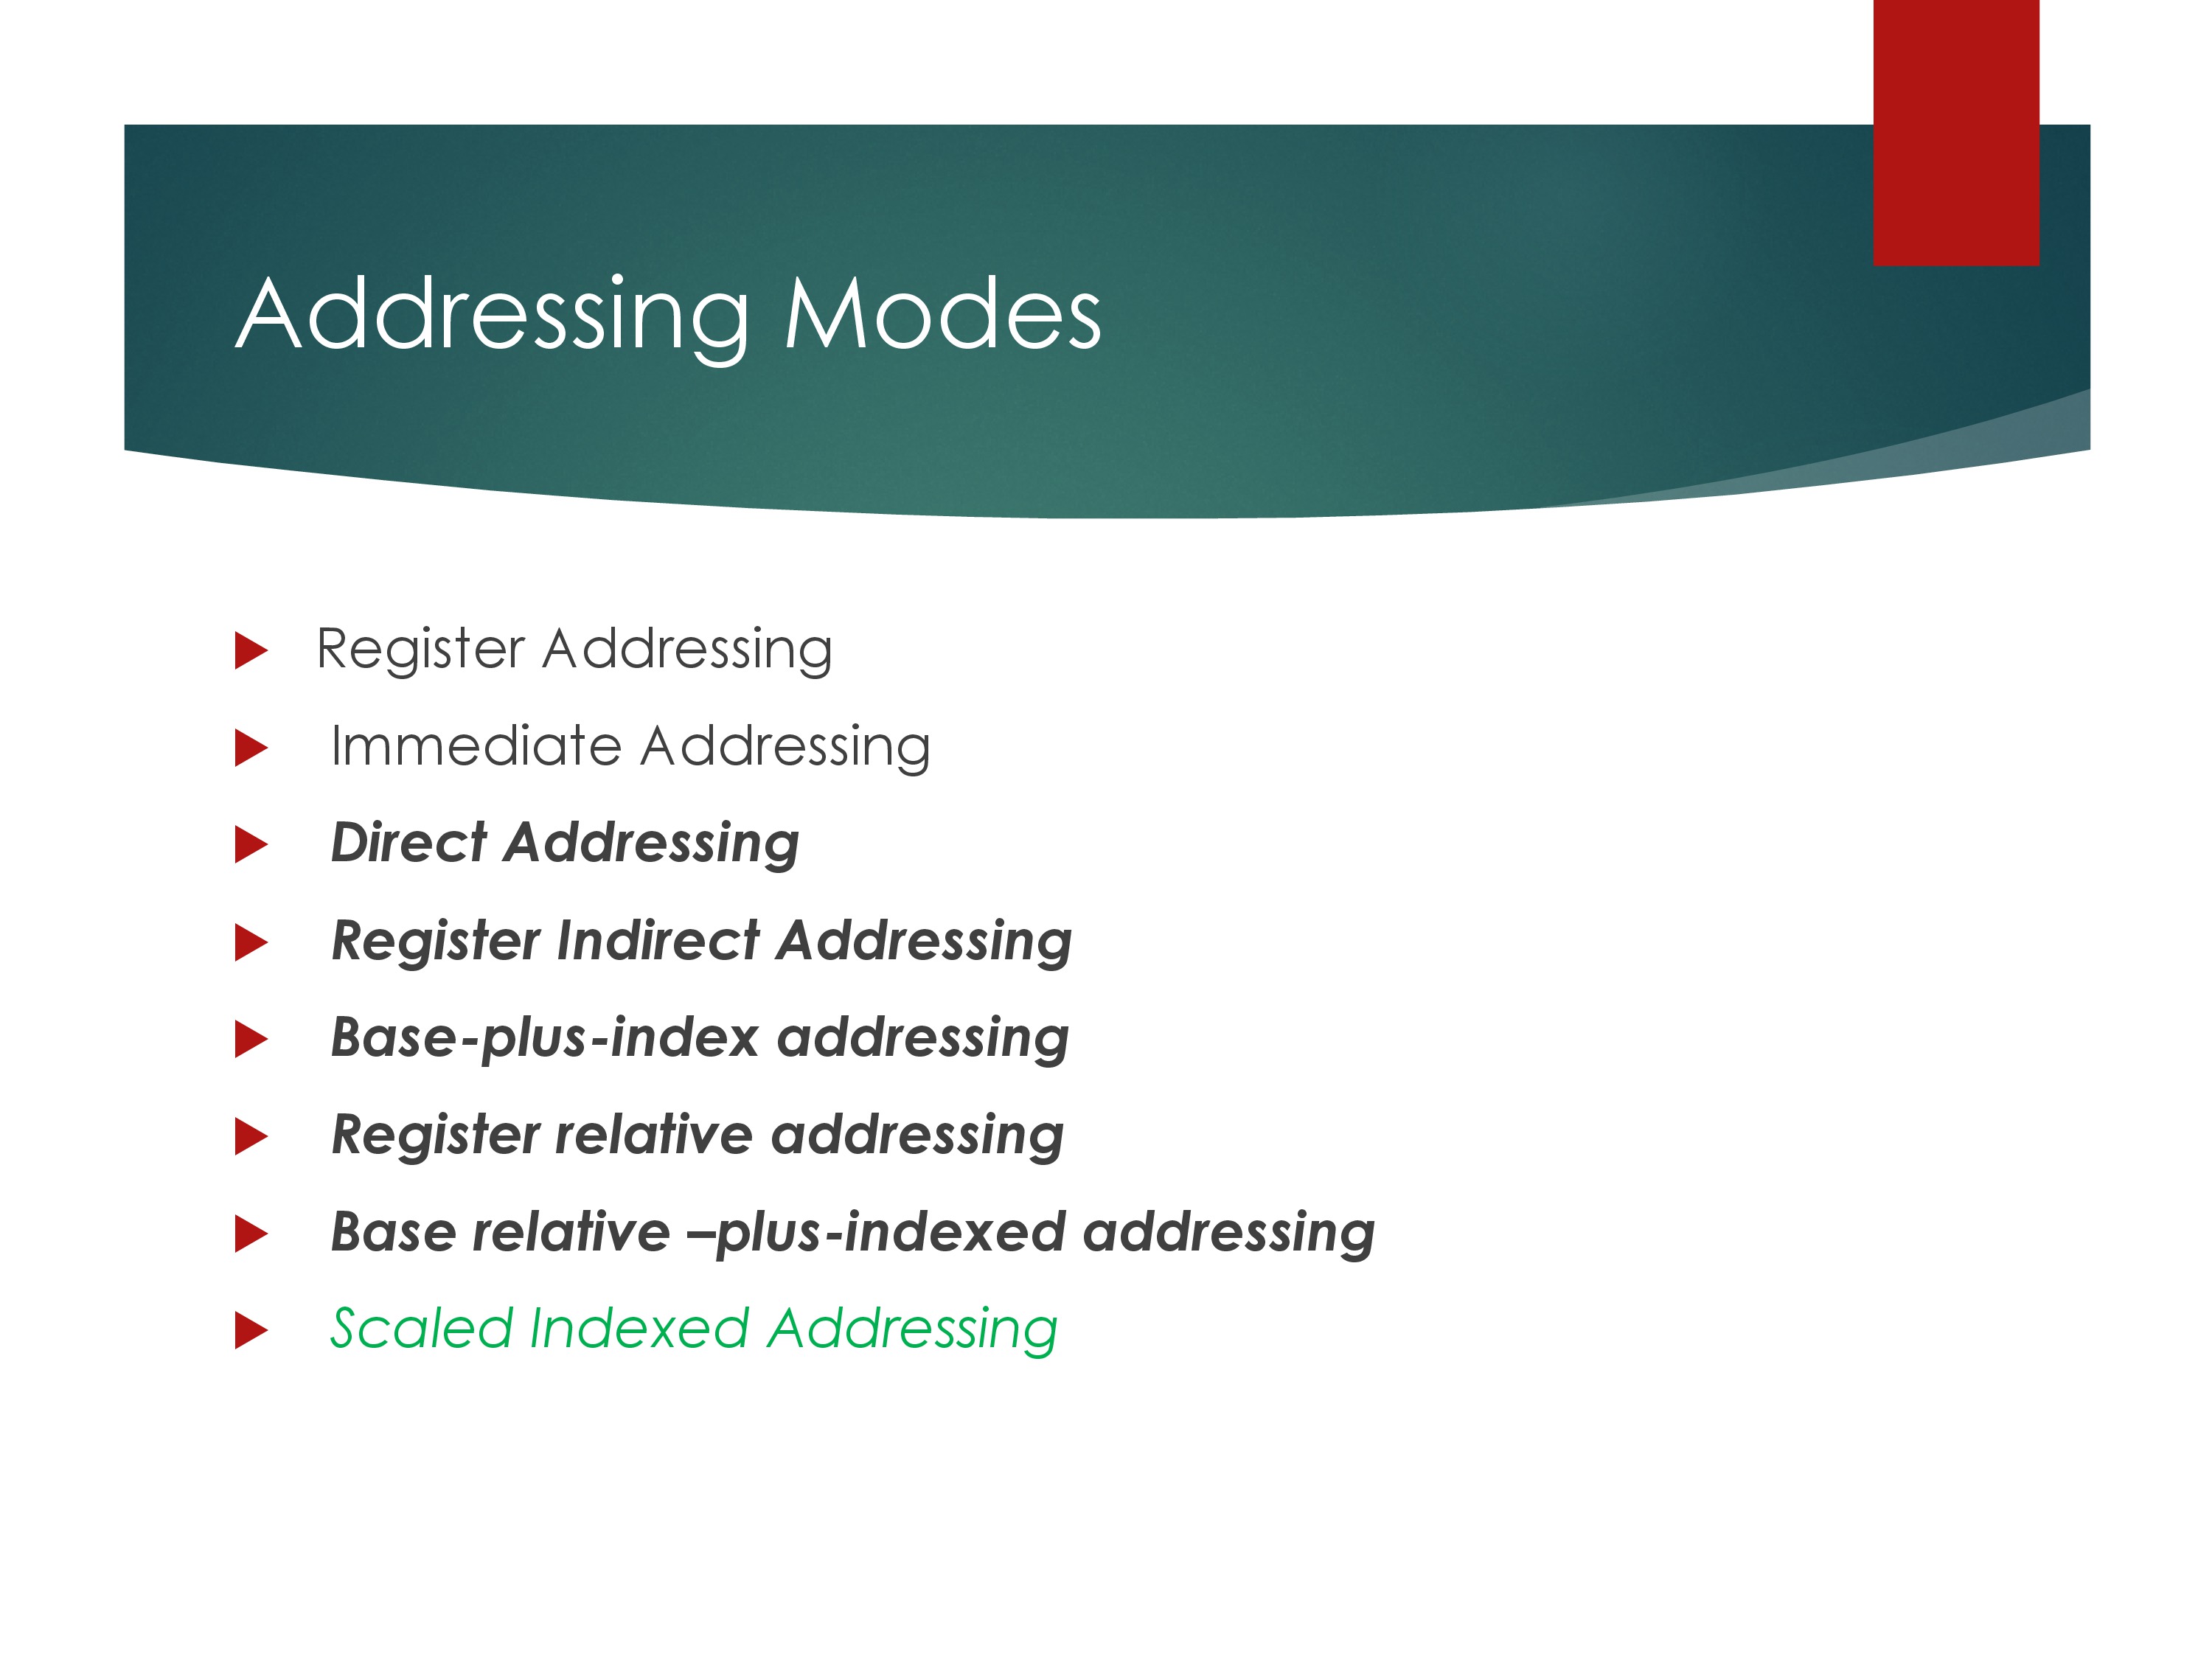 Addressing Modes
Register Addressing
Immediate Addressing
Direct Addressing
Register Indirect Addressing
Base-plus-index addressing
Register relative addressing
Base relative –plus-indexed addressing
Scaled Indexed Addressing